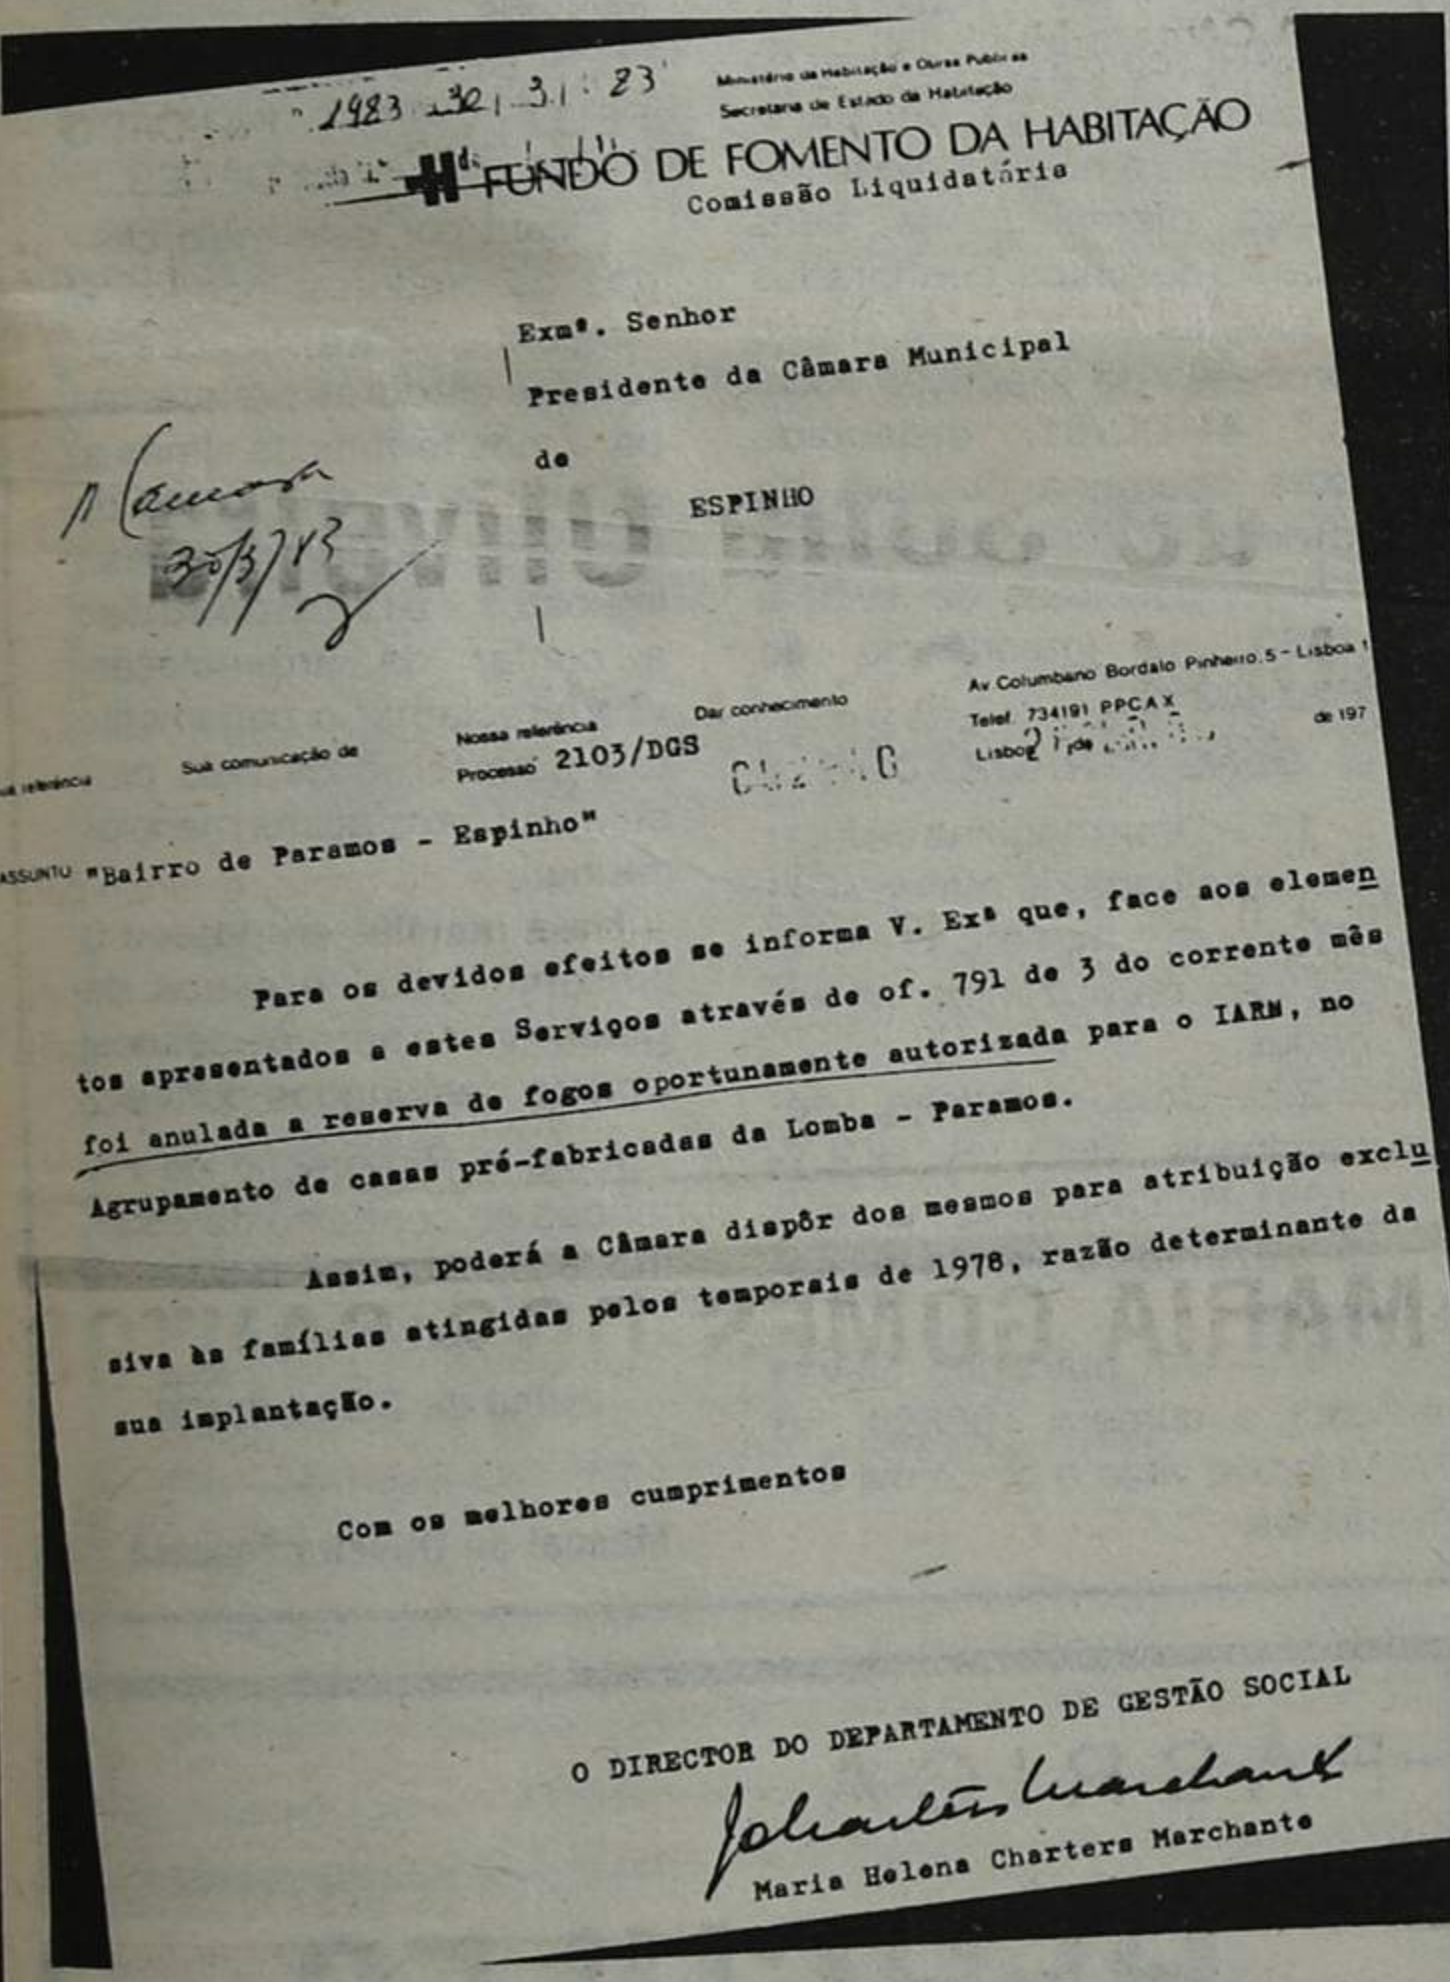 1983
Ministério da Habitação e Obras Públicas
Secretaria de Estado da Habitação
FUNDO DE FOMENTO DA HABITAÇÃO
Comissão Liquidatária
Exmº. Senhor
Presidente da Câmara Municipal
de
ESPINHO
À Câmara
30/3/83
Av. Columbano Bordalo Pinheiro, 5 - Lisboa 1
Telef. 734191 PPCAX
Lisboa de de 197
referência Sua comunicação de Nossa referência Dar conhecimento
Processo 2103/DGS
ASSUNTO "Bairro de Paramos - Espinho"
Para os devidos efeitos se informa V. Exª que, face aos elemen
tos apresentados a estes Serviços através de of. 791 de 3 do corrente mês
foi anulada a reserva de fogos oportunamente autorizada para o IARN, no
Agrupamento de casas pré-fabricadas da Lomba - Paramos.
Assim, poderá a Câmara dispôr dos mesmos para atribuição exclu
siva às famílias atingidas pelos temporais de 1978, razão determinante da
sua implantação.
Com os melhores cumprimentos
O DIRECTOR DO DEPARTAMENTO DE GESTÃO SOCIAL
Maria Helena Charters Marchante